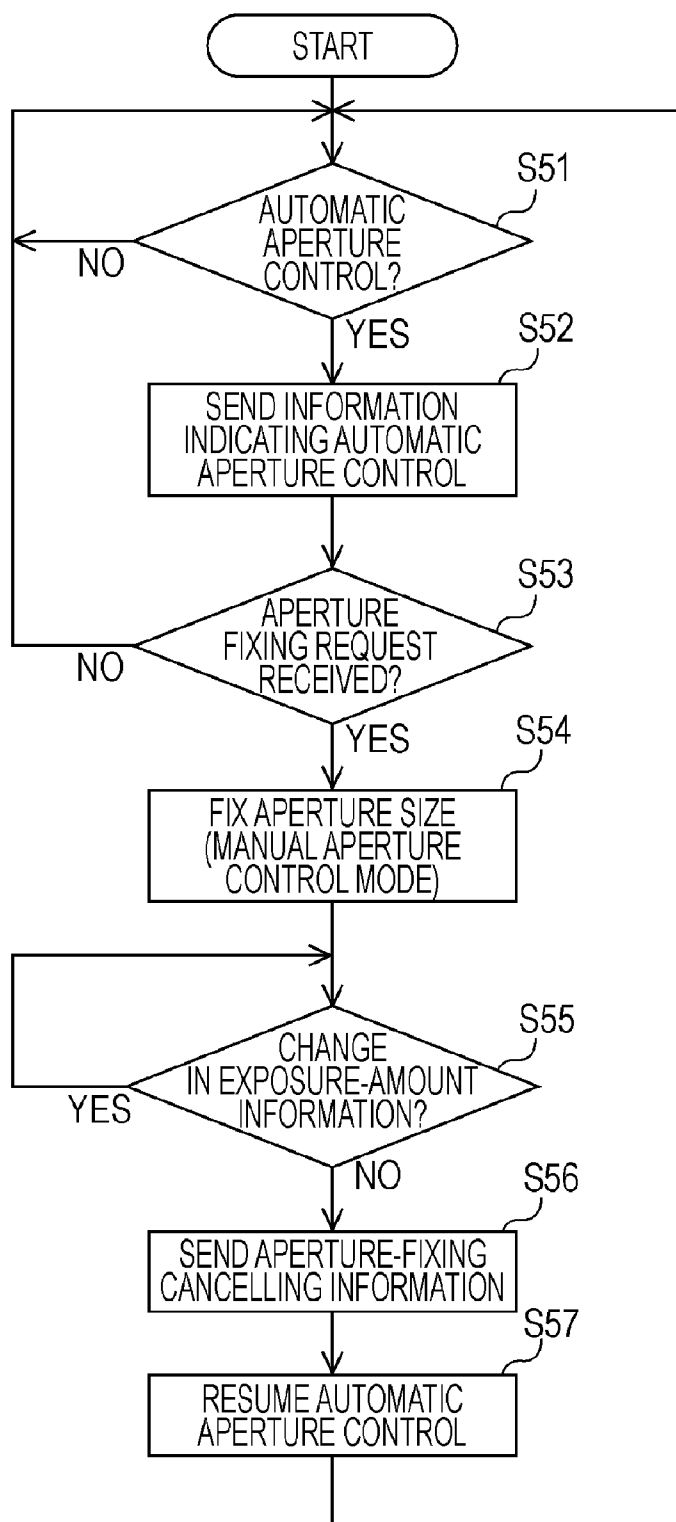 START
S51
AUTOMATIC
APERTURE
CONTROL?
NO
YES
S52
SEND INFORMATION
INDICATING AUTOMATIC
APERTURE CONTROL
S53
APERTURE
FIXING REQUEST
RECEIVED?
NO
YES
S54
FIX APERTURE SIZE
(MANUAL APERTURE
CONTROL MODE)
S55
CHANGE
IN EXPOSURE-AMOUNT
INFORMATION?
YES
NO
S56
SEND APERTURE-FIXING
CANCELLING INFORMATION
S57
RESUME AUTOMATIC
APERTURE CONTROL